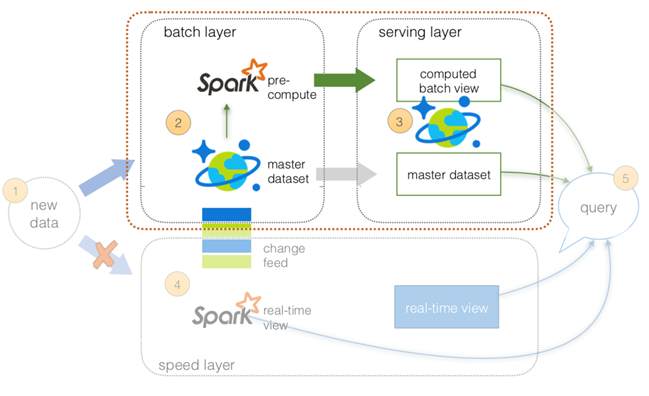 batch layer
serving layer
Spark
pre-
compute
computed
batch view
2
3
master
dataset
master dataset
1
new
data
5
query
change
feed
4
Spark
real-time
view
real-time view
speed layer